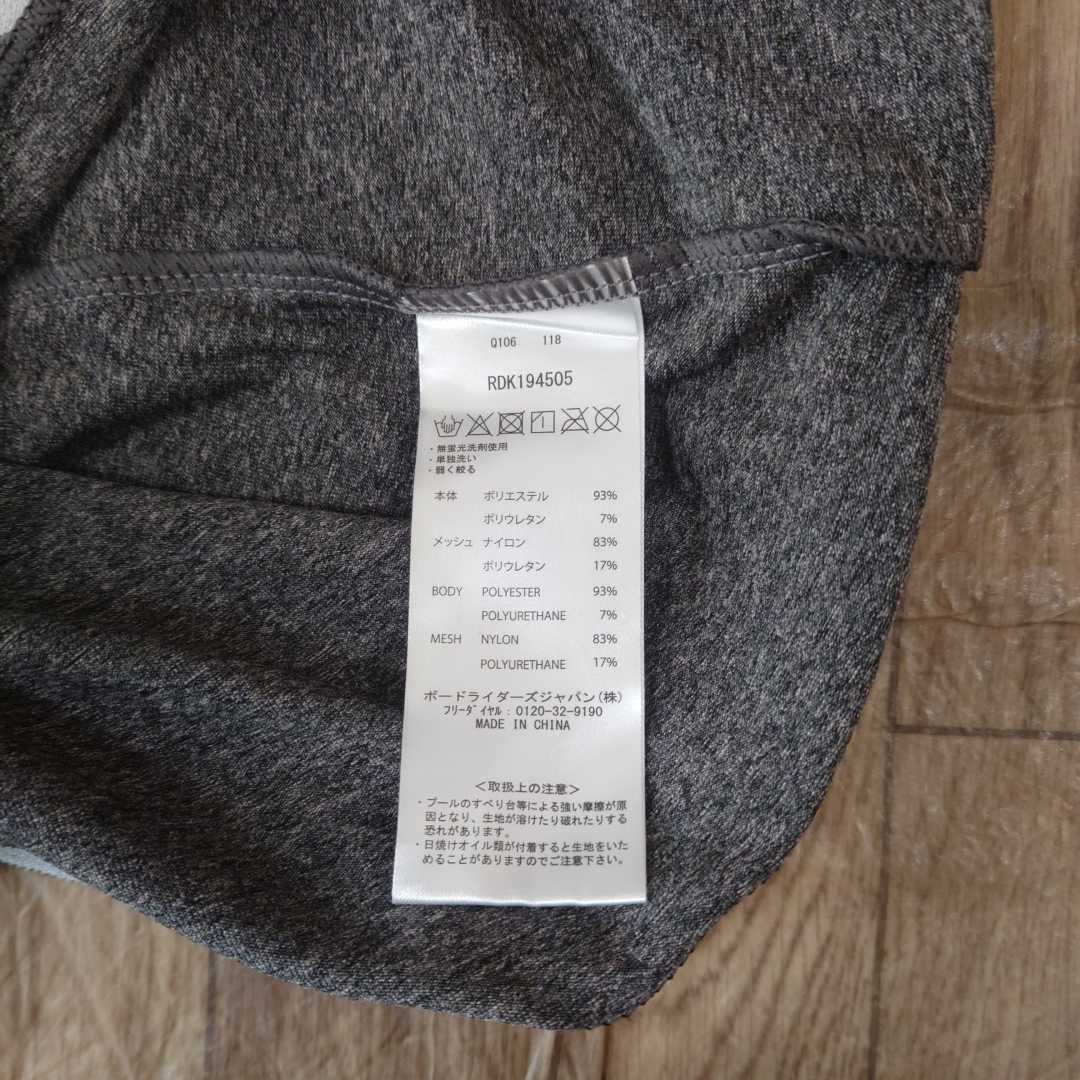 Q106 118
RDK194505
・無蛍光洗剤使用
・単独洗い
・弱く絞る
本体 ポリエステル 93%
ポリウレタン 7%
メッシュ ナイロン 83%
ポリウレタン 17%
BODY POLYESTER 93%
POLYURETHANE 7%
MESH NYLON 83%
POLYURETHANE 17%
ボードライダーズジャパン(株)
フリーダイヤル:0120-32-9190
MADE IN CHINA
<取扱上の注意>
・プールのすべり台等による強い摩擦が原
因となり、生地が溶けたり破れたりする
恐れがあります。
・日焼けオイル類が付着すると生地をいた
めることがありますのでご注意下さい。